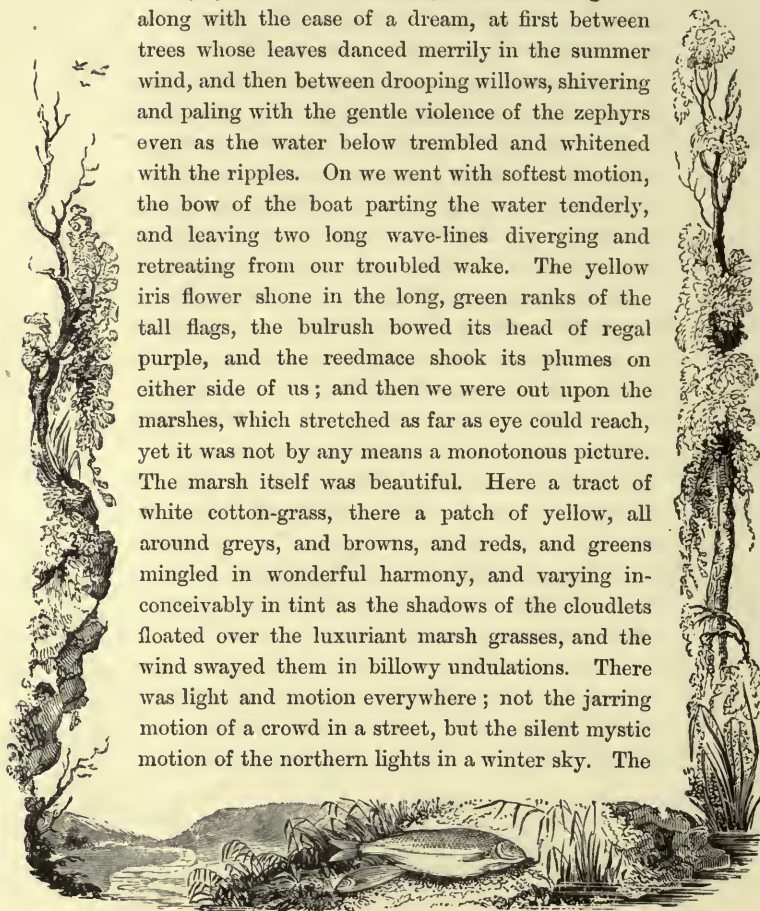 along with the ease of a dream, at first between
trees whose leaves danced merrily in the summer
wind, and then between drooping willows, shivering
and paling with the gentle violence of the zephyrs
even as the water below trembled and whitened
with the ripples. On we went with softest motion,
the bow of the boat parting the water tenderly,
and leaving two long wave-lines diverging and
retreating from our troubled wake. The yellow
iris flower shone in the long, green ranks of the
tall flags, the bulrush bowed its head of regal
purple, and the reedmace shook its plumes on
either side of us; and then we were out upon the
marshes, which stretched as far as eye could reach,
yet it was not by any means a monotonous picture.
The marsh itself was beautiful. Here a tract of
white cotton-grass, there a patch of yellow, all
around greys, and browns, and reds, and greens
mingled in wonderful harmony, and varying in-
conceivably in tint as the shadows of the cloudlets
floated over the luxuriant marsh grasses, and the
wind swayed them in billowy undulations. There
was light and motion everywhere; not the jarring
motion of a crowd in a street, but the silent mystic
motion of the northern lights in a winter sky. The